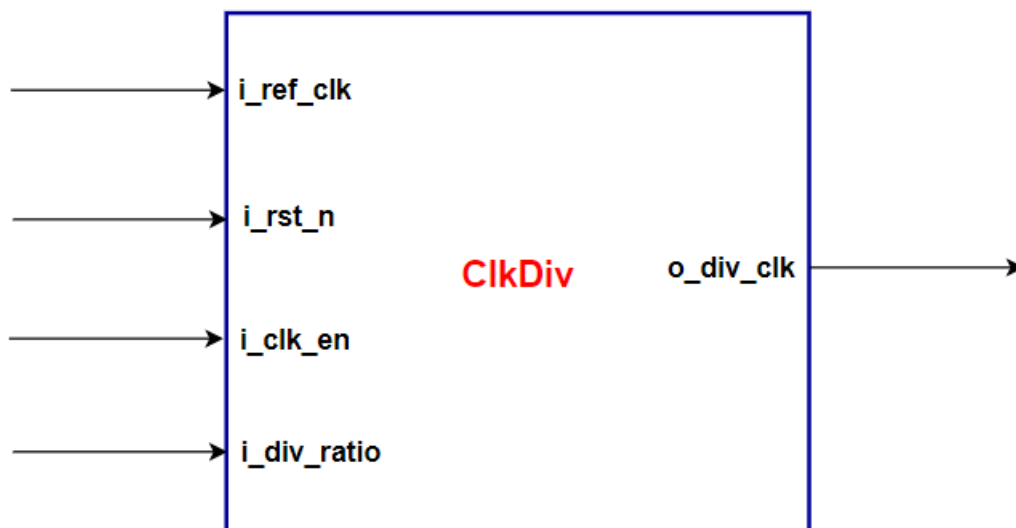 i_ref_clk
i_rst_n
ClkDiv
o_div_clk
i_clk_en
i_div_ratio